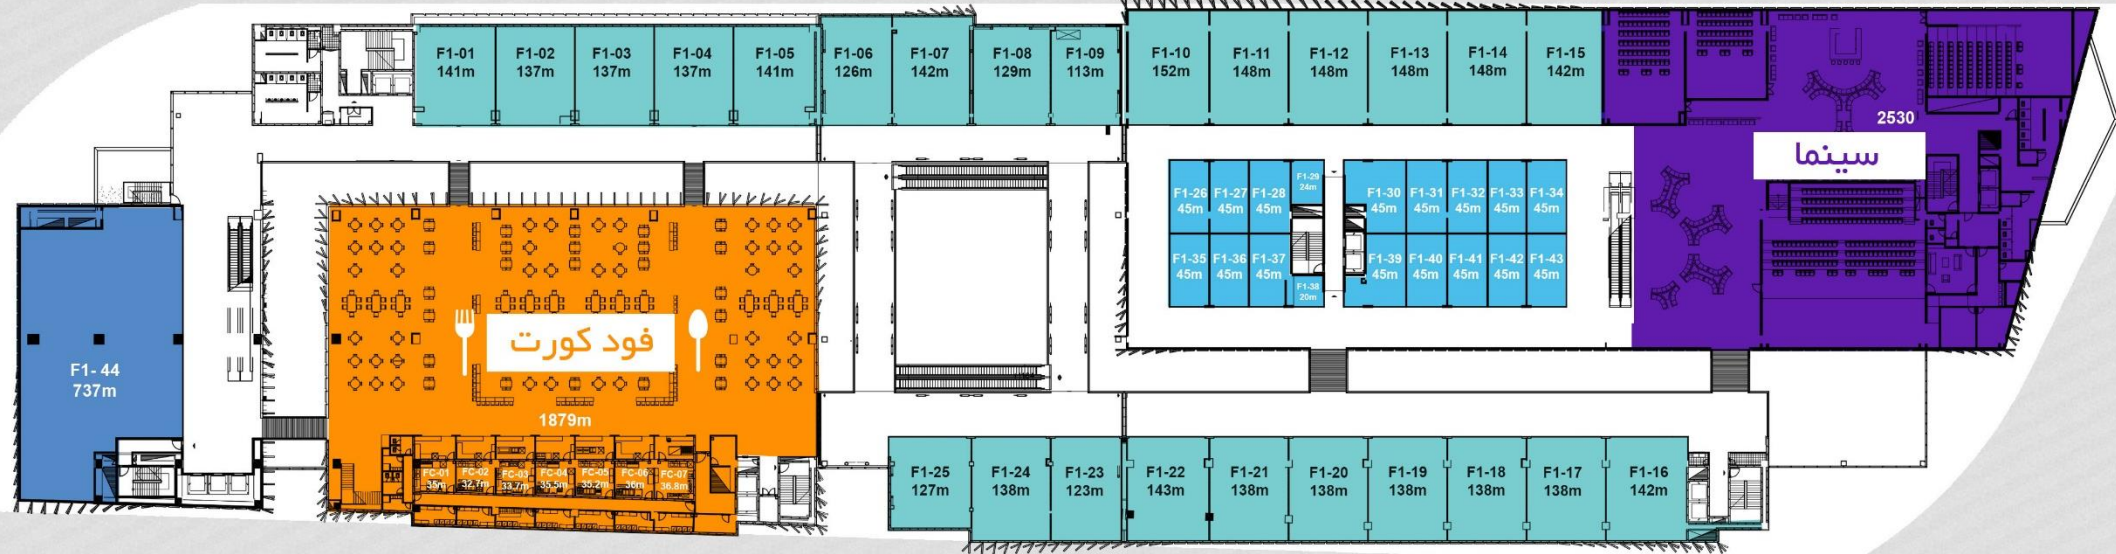 F1-01
141m
F1-02
137m
F1-03
137m
F1-04
137m
F1-05
141m
F1-06
126m
F1-07
142m
F1-08
129m
F1-09
113m
F1-10
152m
F1-11
148m
F1-12
148m
F1-13
148m
F1-14
148m
F1-15
142m
2530
سینما
F1-26
45m
F1-27
45m
F1-28
45m
F1-29
24m
F1-30
45m
F1-31
45m
F1-32
45m
F1-33
45m
F1-34
45m
F1-35
45m
F1-36
45m
F1-37
45m
F1-38
20m
F1-39
45m
F1-40
45m
F1-41
45m
F1-42
45m
F1-43
45m
فود کورت
1879m
F1- 44
737m
FC-01
35m
FC-02
32.7m
FC-03
33.7m
FC-04
35.5m
FC-05
35.2m
FC-06
36m
FC-07
36.8m
F1-25
127m
F1-24
138m
F1-23
123m
F1-22
143m
F1-21
138m
F1-20
138m
F1-19
138m
F1-18
138m
F1-17
138m
F1-16
142m